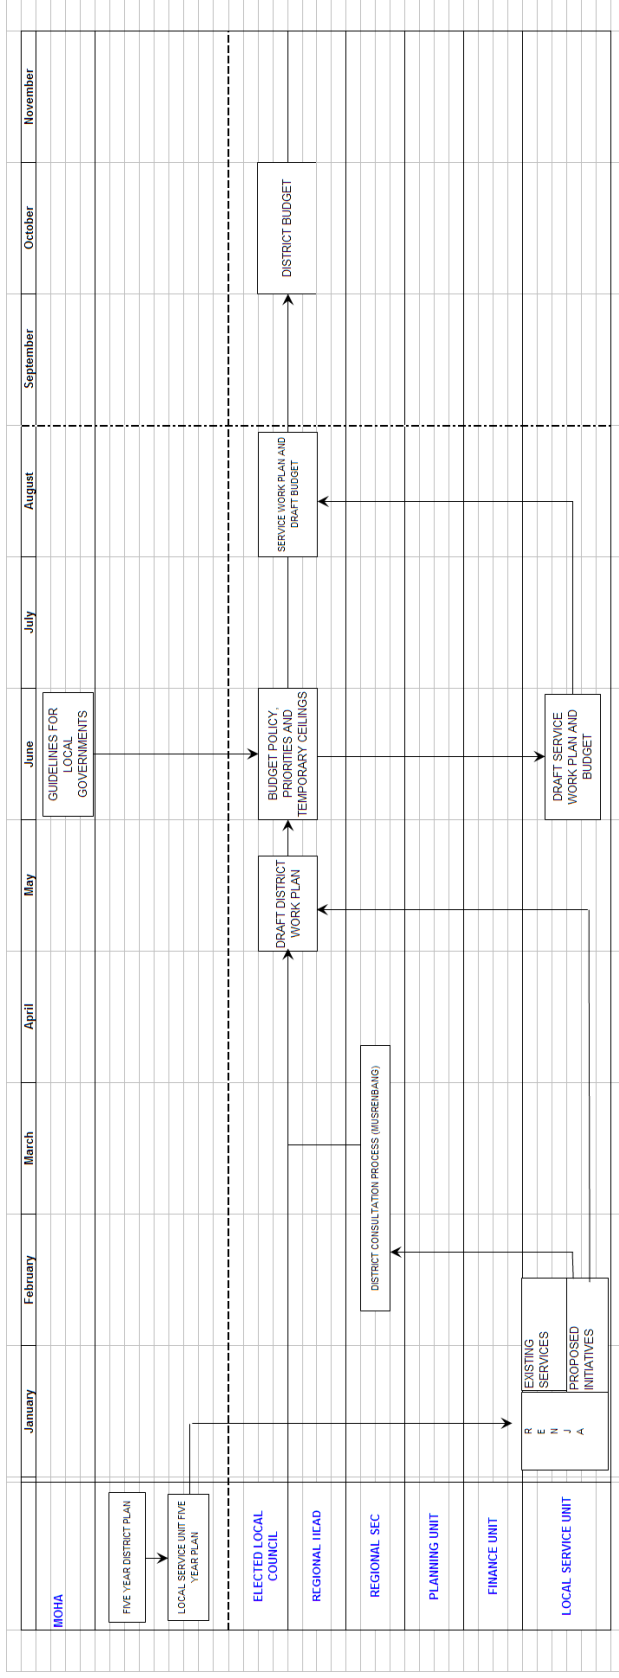 January
February
March
April
May
June
July
August
September
October
November
MOHA
GUIDELINES FOR
LOCAL
GOVERNMENTS
FIVE YEAR DISTRICT PLAN
LOCAL SERVICE UNIT FIVE
YEAR PLAN
ELECTED LOCAL
COUNCIL
REGIONAL HEAD
DRAFT DISTRICT
WORK PLAN
BUDGET POLICY,
PRIORITIES AND
TEMPORARY CEILINGS
SERVICE WORK PLAN AND
DRAFT BUDGET
DISTRICT BUDGET
REGIONAL SEC
DISTRICT CONSULTATION PROCESS (MUSRENBANG)
PLANNING UNIT
FINANCE UNIT
LOCAL SERVICE UNIT
R
E
N
J
A
EXISTING
SERVICES
PROPOSED
INITIATIVES
DRAFT SERVICE
WORK PLAN AND
BUDGET